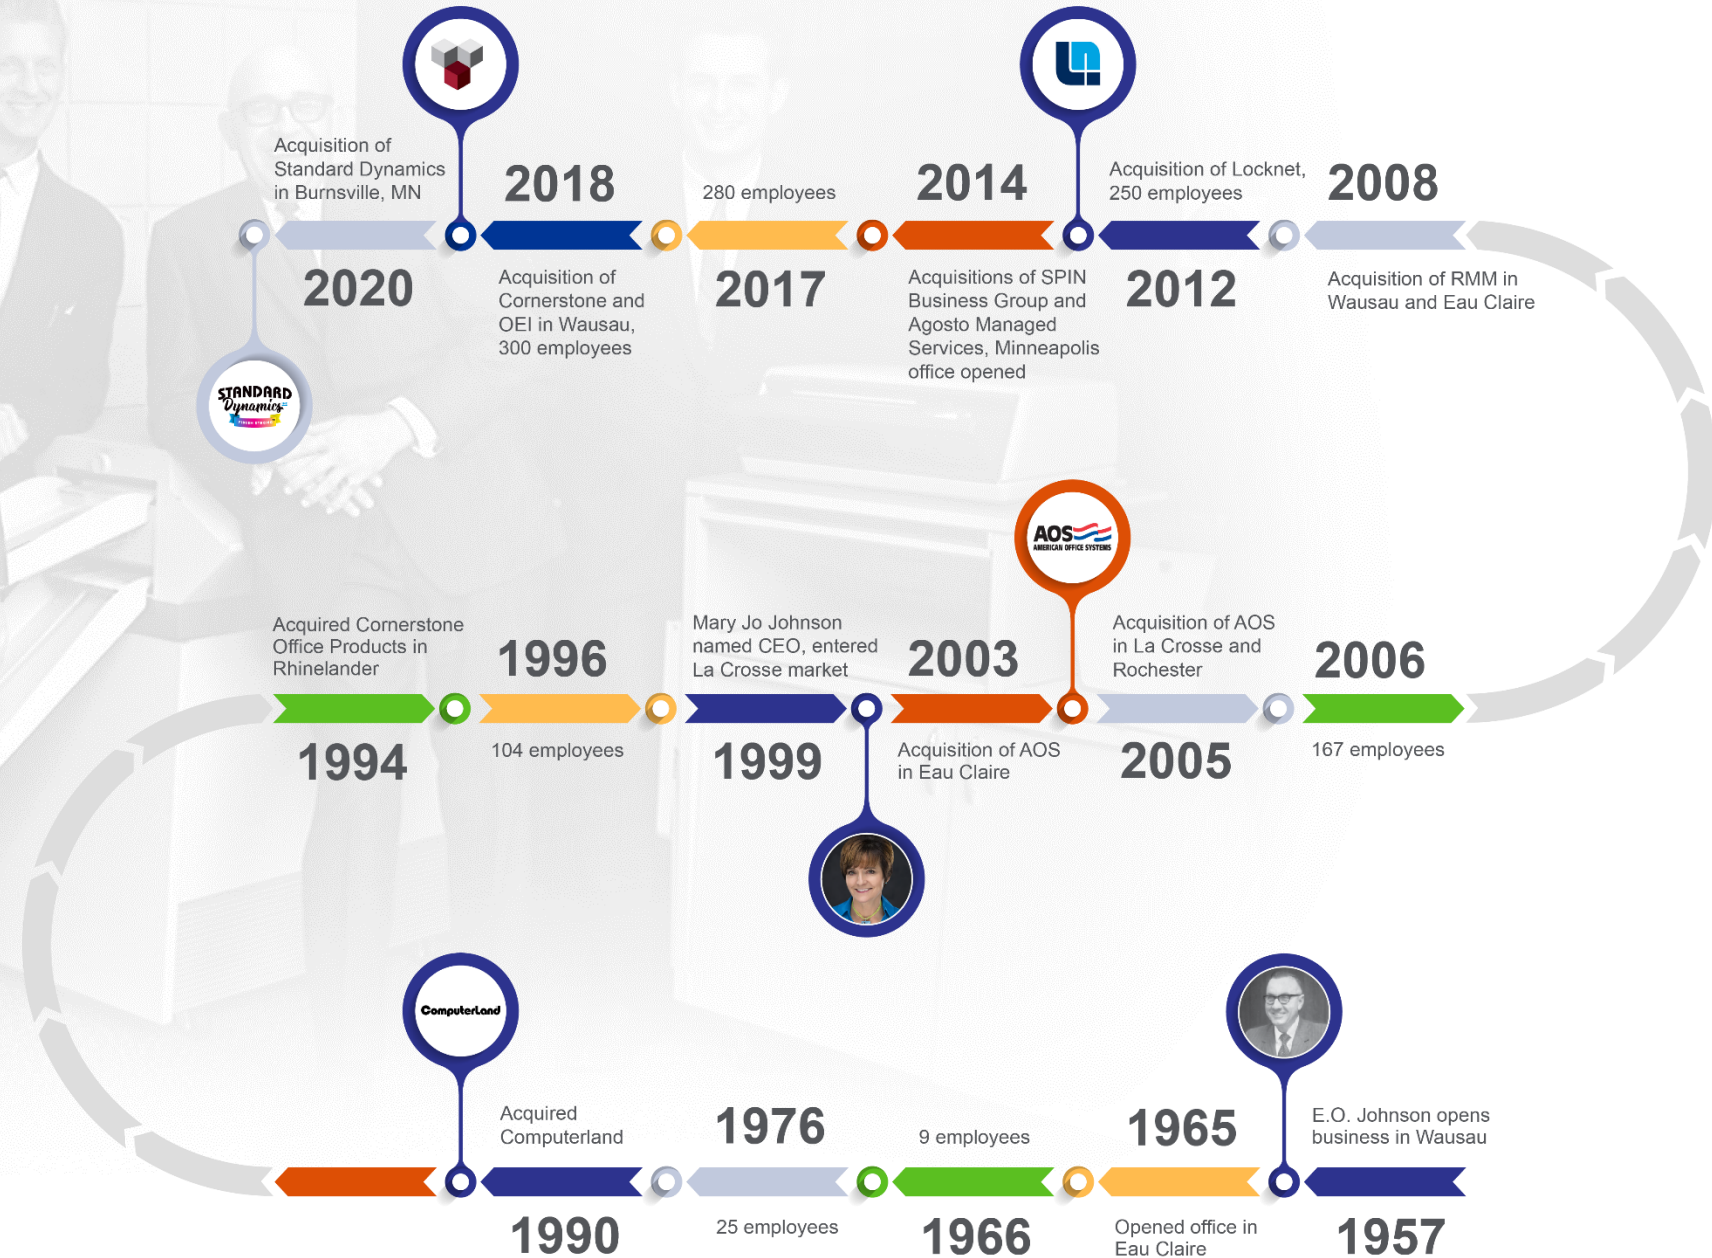 Acquisition of
Standard Dynamics
in Burnsville, MN
2020
2018
Acquisition of
Cornerstone and
OEI in Wausau,
300 employees
280 employees
2017
2014
Acquisitions of SPIN
Business Group and
Agosto Managed
Services, Minneapolis
office opened
Acquisition of Locknet,
250 employees
2012
2008
Acquisition of RMM in
Wausau and Eau Claire
STANDARD
Dynamics
AOS
AMERICAN OFFICE SYSTEMS
Acquired Cornerstone
Office Products in
Rhinelander
1994
1996
104 employees
Mary Jo Johnson
named CEO, entered
La Crosse market
1999
2003
Acquisition of AOS
in Eau Claire
Acquisition of AOS
in La Crosse and
Rochester
2005
2006
167 employees
ComputerLand
Acquired
Computerland
1990
1976
25 employees
9 employees
1966
1965
Opened office in
Eau Claire
E.O. Johnson opens
business in Wausau
1957